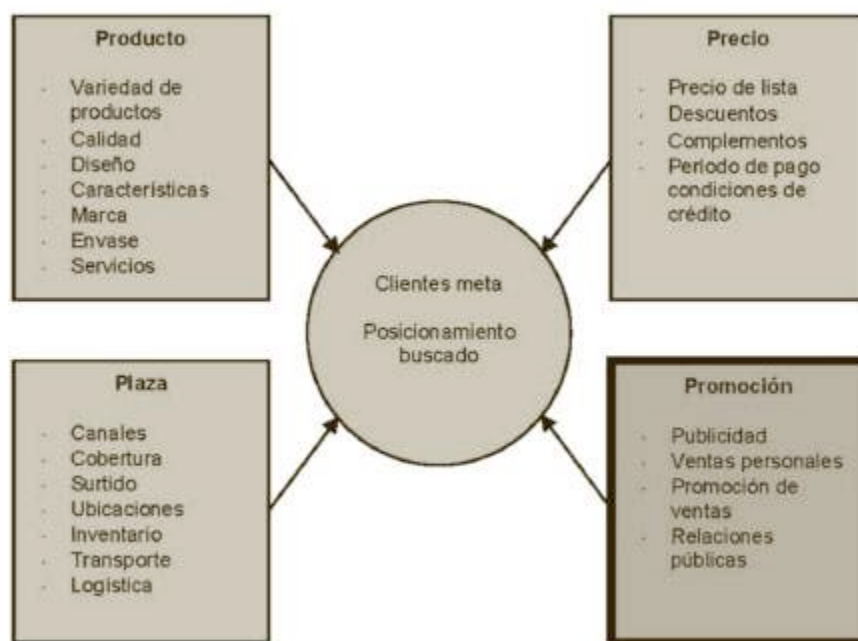 Producto
- Variedad de
productos
- Calidad
- Diseño
- Características
- Marca
- Envase
- Servicios
Precio
- Precio de lista
- Descuentos
- Complementos
- Período de pago
condiciones de
crédito
Clientes meta
Posicionamiento
buscado
Plaza
- Canales
- Cobertura
- Surtido
- Ubicaciones
- Inventario
- Transporte
- Logística
Promoción
- Publicidad
- Ventas personales
- Promoción de
ventas
- Relaciones
públicas